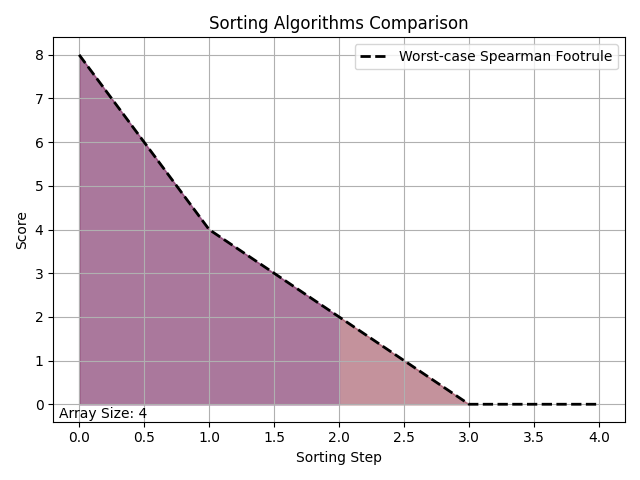 Sorting Algorithms Comparison
Worst-case Spearman Footrule
Score
8
7
6
5
4
3
2
1
0
Array Size: 4
0.0 0.5 1.0 1.5 2.0 2.5 3.0 3.5 4.0
Sorting Step